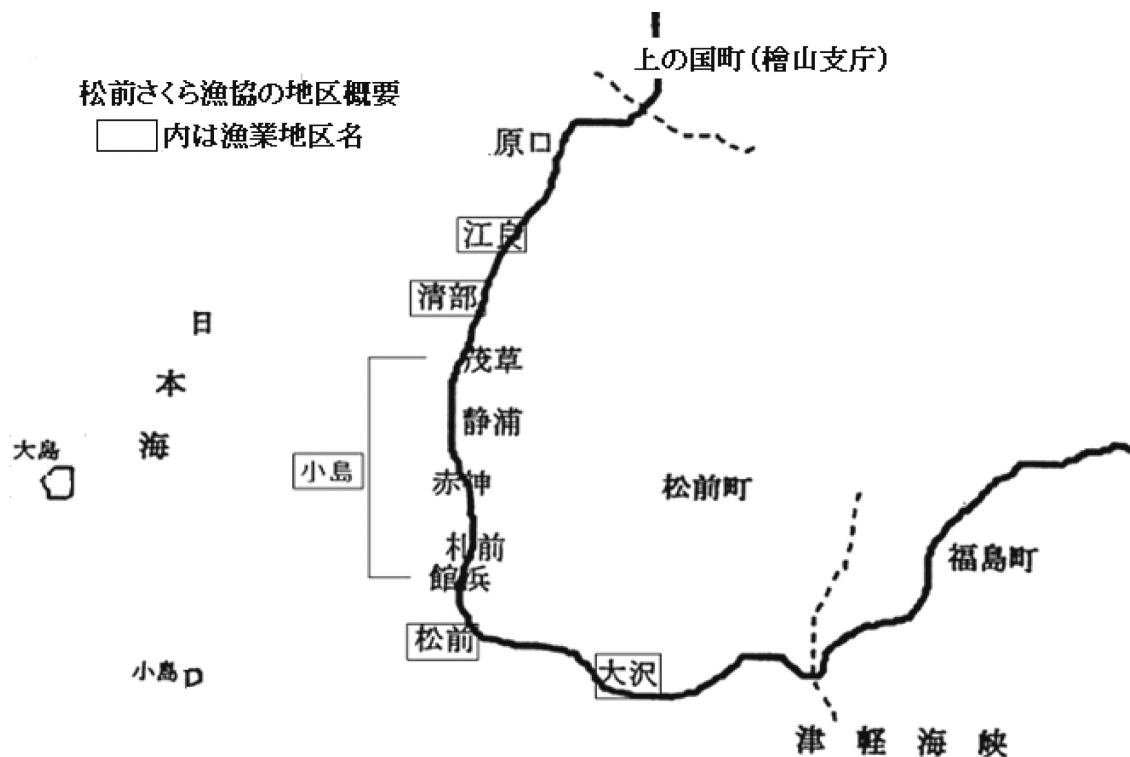 上の国町（檜山支庁）
松前さくら漁協の地区概要
内は漁業地区名
原口
江良
清部
日本海
茂草
静浦
大島
小島
赤神
松前町
札前
館浜
福島町
松前
小島
大沢
津軽海峡